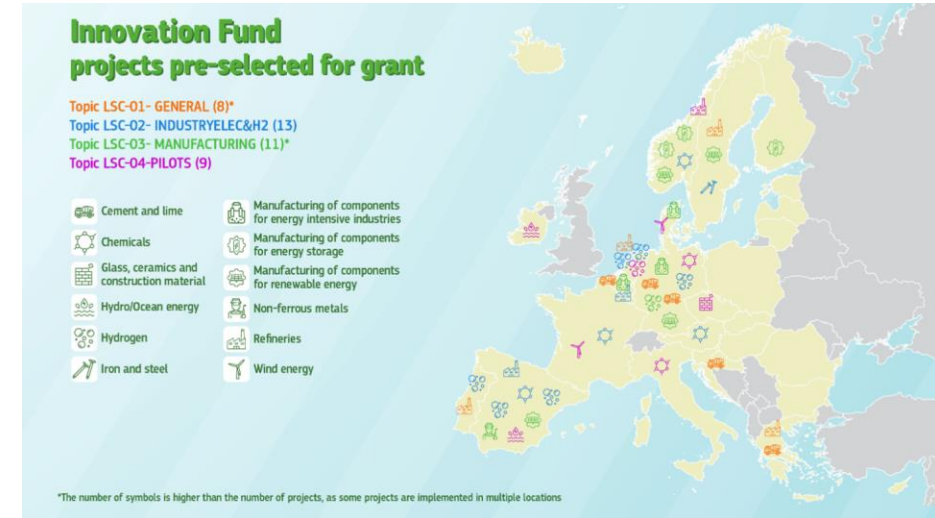 Innovation Fund
projects pre-selected for grant
Topic LSC-01- GENERAL (8)*
Topic LSC-02- INDUSTRYELEC&H2 (13)
Topic LSC-03- MANUFACTURING (11)*
Topic LSC-04-PILOTS (9)
Cement and lime
Chemicals
Glass, ceramics and
construction material
Hydro/Ocean energy
Hydrogen
Iron and steel
Manufacturing of components
for energy intensive industries
Manufacturing of components
for energy storage
Manufacturing of components
for renewable energy
Non-ferrous metals
Refineries
Wind energy
*The number of symbols is higher than the number of projects, as some projects are implemented in multiple locations